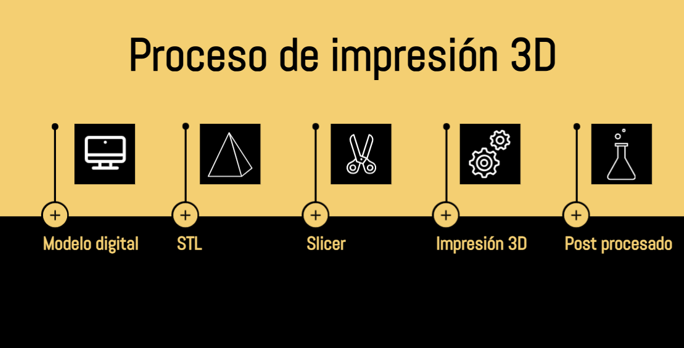 Proceso de impresión 3D
Modelo digital
STL
Slicer
Impresión 3D
Post procesado